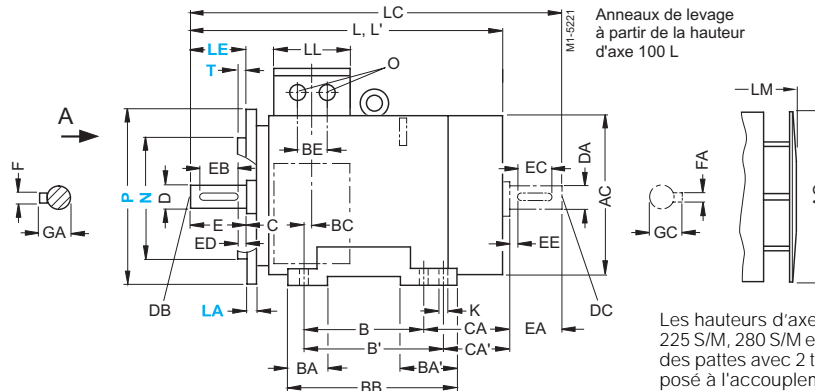 LC
L, L'
LE
LL
T
O
M1-5221
Anneaux de levage
à partir de la hauteur
d'axe 100 L
LM
A
BE
EB
EC
DA
F
P
N
D
AC
FA
E
C
BC
GA
ED
EE
GC
DB
LA
K
DC
B
CA
EA
B'
CA'
BA
BA'
BB
Les hauteurs d'axe
225 S/M, 280 S/M e
des pattes avec 2 t
posé à l'accouplem